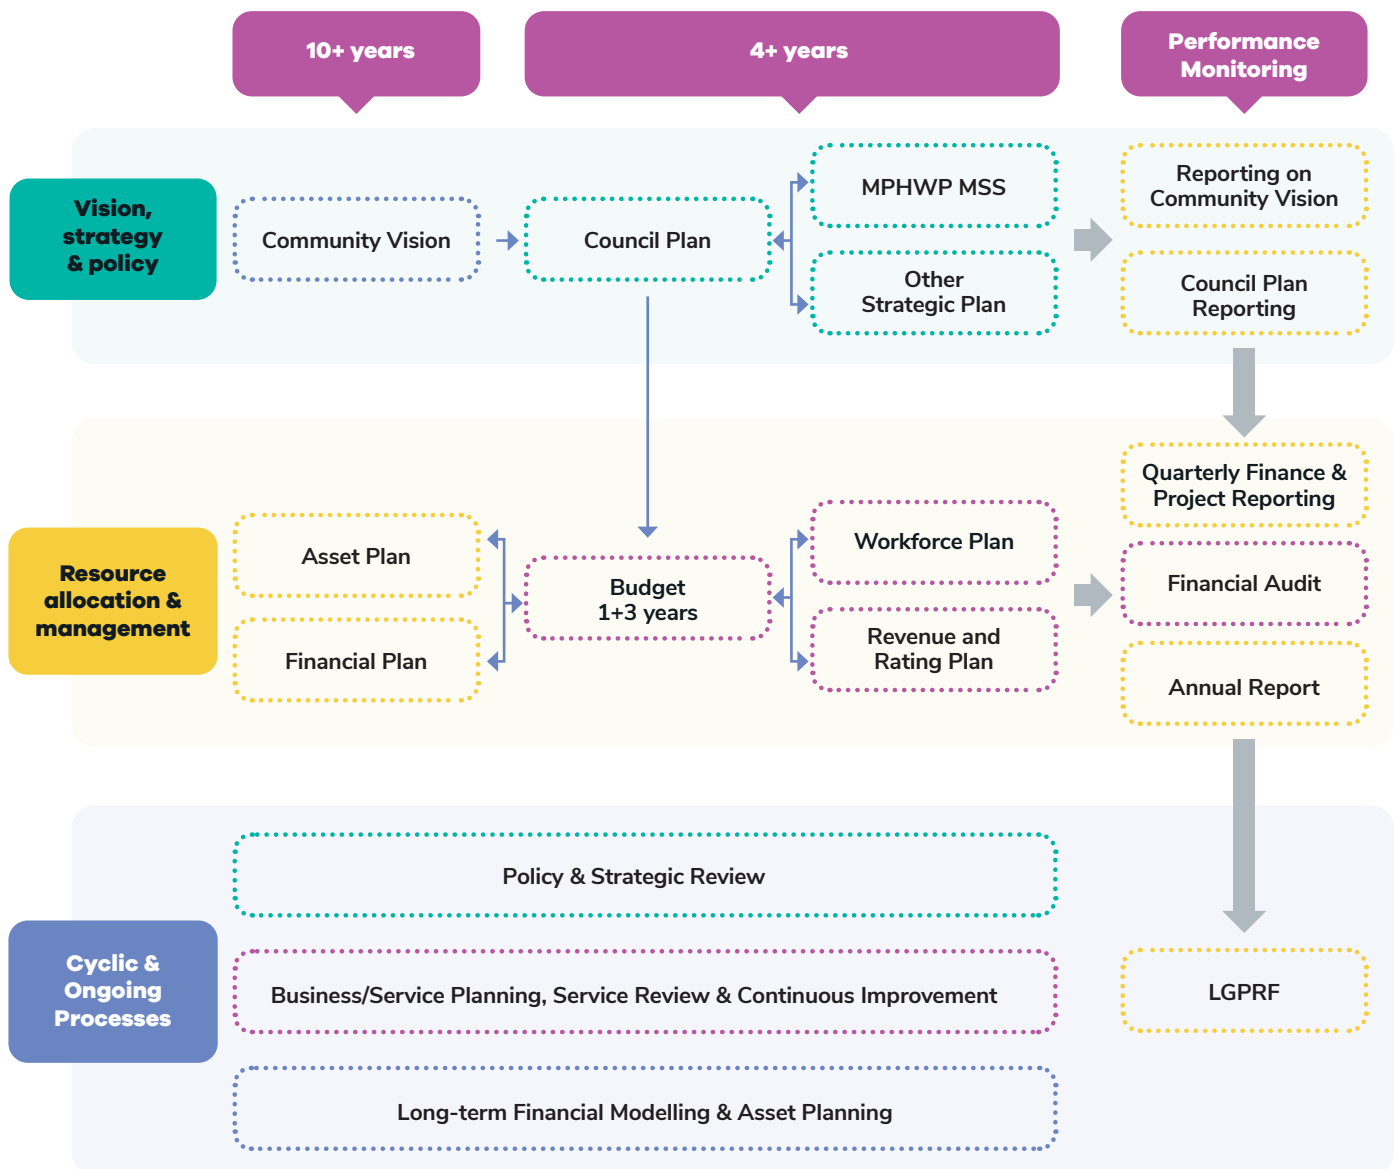 10+ years
4+ years
Performance
Monitoring
Vision,
strategy
& policy
Community Vision
Council Plan
MPHWP MSS
Other
Strategic Plan
Reporting on
Community Vision
Council Plan
Reporting
Resource
allocation &
management
Asset Plan
Financial Plan
Budget
1+3 years
Workforce Plan
Revenue and
Rating Plan
Quarterly Finance &
Project Reporting
Financial Audit
Annual Report
Cyclic &
Ongoing
Processes
Policy & Strategic Review
Business/Service Planning, Service Review & Continuous Improvement
Long-term Financial Modelling & Asset Planning
LGPRF